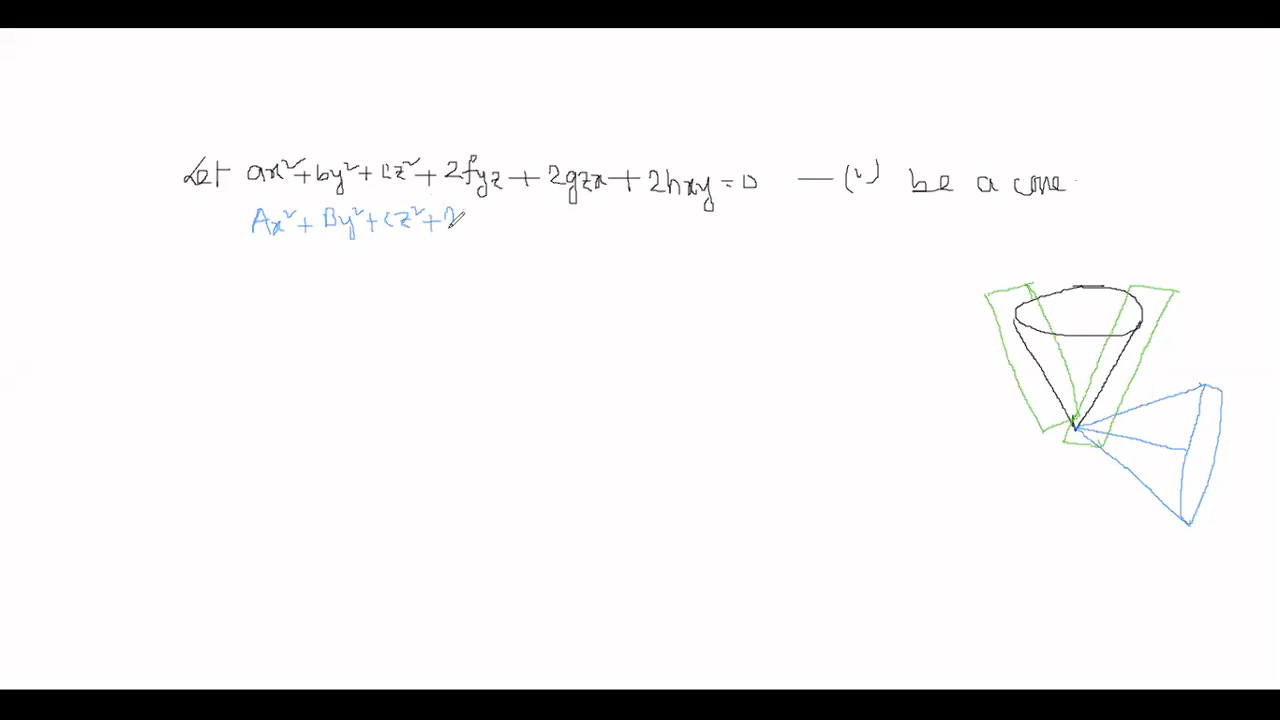 Let ax²+by²+cz²+2fyz+2gzx+2hxy=0 —(i) be a cone
Ax²+By²+Cz²+2